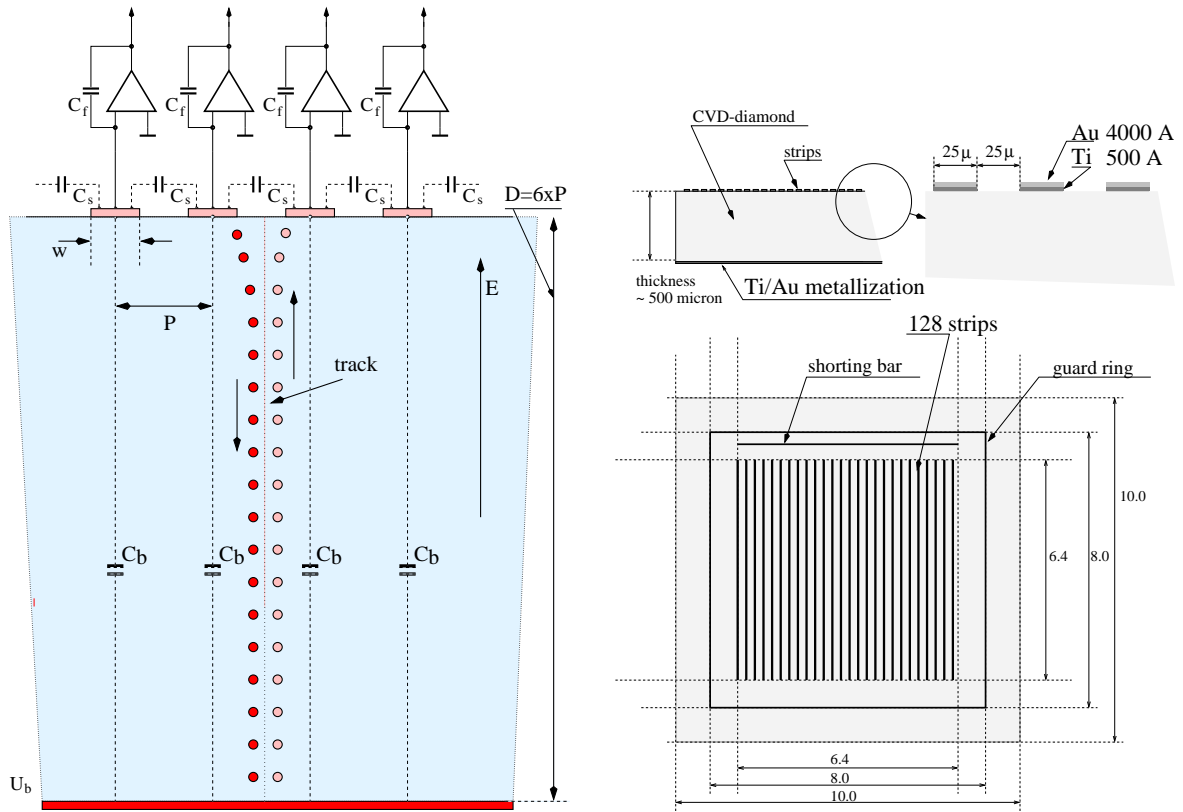 C_f C_f C_f C_f
C_s C_s C_s C_s
D=6xP
w
P
E
track
C_b C_b C_b C_b
U_b
CVD-diamond
strips
25μ 25μ
Au 4000 A
Ti 500 A
thickness
~ 500 micron
Ti/Au metallization
128 strips
shorting bar
guard ring
6.4
8.0
10.0
6.4
8.0
10.0